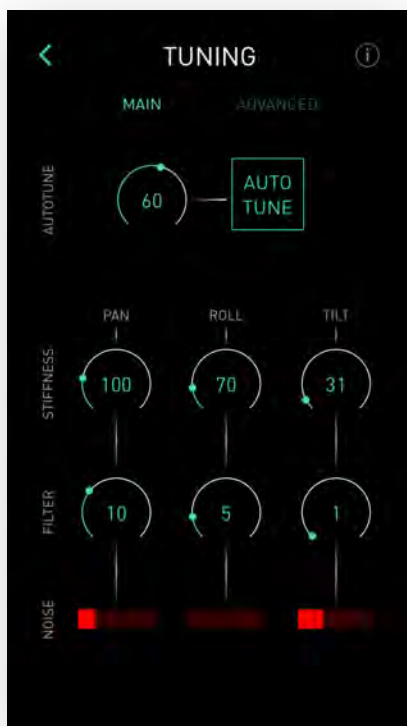 TUNING
MAIN ADVANCED
AUTOTUNE
60
AUTO
TUNE
PAN ROLL TILT
STIFFNESS
100 70 31
FILTER
10 5 1
NOISE